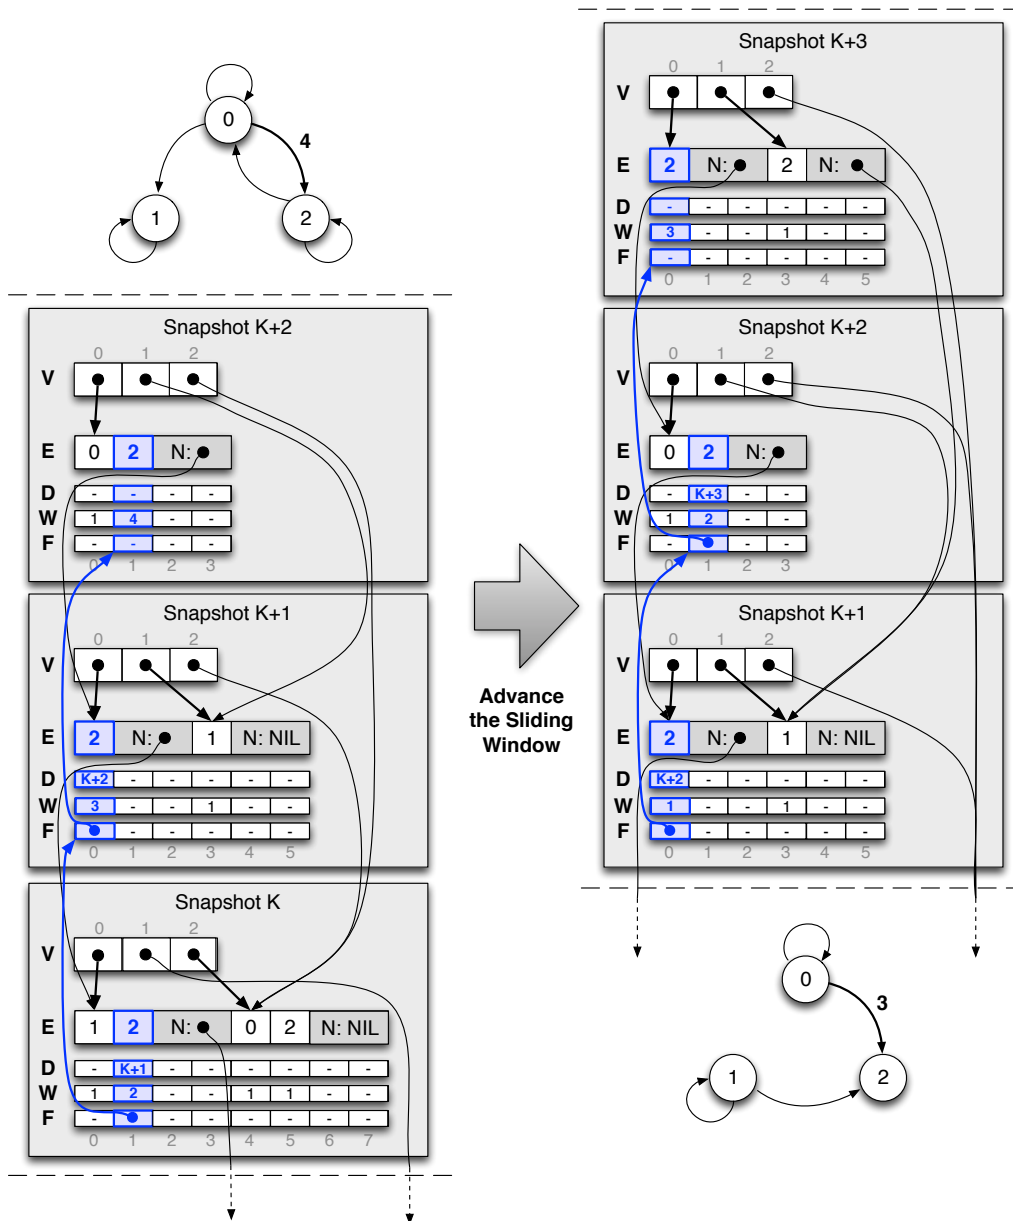 0
4
1
2
Snapshot K+2
0 1 2
V
E 0 2 N:
D - - - -
W 1 4 - -
F - - - -
0 1 2 3
Snapshot K+1
0 1 2
V
E 2 N: 1 N: NIL
D K+2 - - - - -
W 3 - - 1 - -
F - - - - -
0 1 2 3 4 5
Snapshot K
0 1 2
V
E 1 2 N: 0 2 N: NIL
D - K+1 - - - - - -
W 1 2 - - 1 1 - -
F - - - - - - -
0 1 2 3 4 5 6 7
Advance
the Sliding
Window
Snapshot K+3
0 1 2
V
E 2 N: 2 N:
D - - - - - -
W 3 - - 1 - -
F - - - - - -
0 1 2 3 4 5
Snapshot K+2
0 1 2
V
E 0 2 N:
D - K+3 - -
W 1 2 - -
F - - -
0 1 2 3
Snapshot K+1
0 1 2
V
E 2 N: 1 N: NIL
D K+2 - - - - -
W 1 - - 1 - -
F - - - - -
0 1 2 3 4 5
0
3
1
2